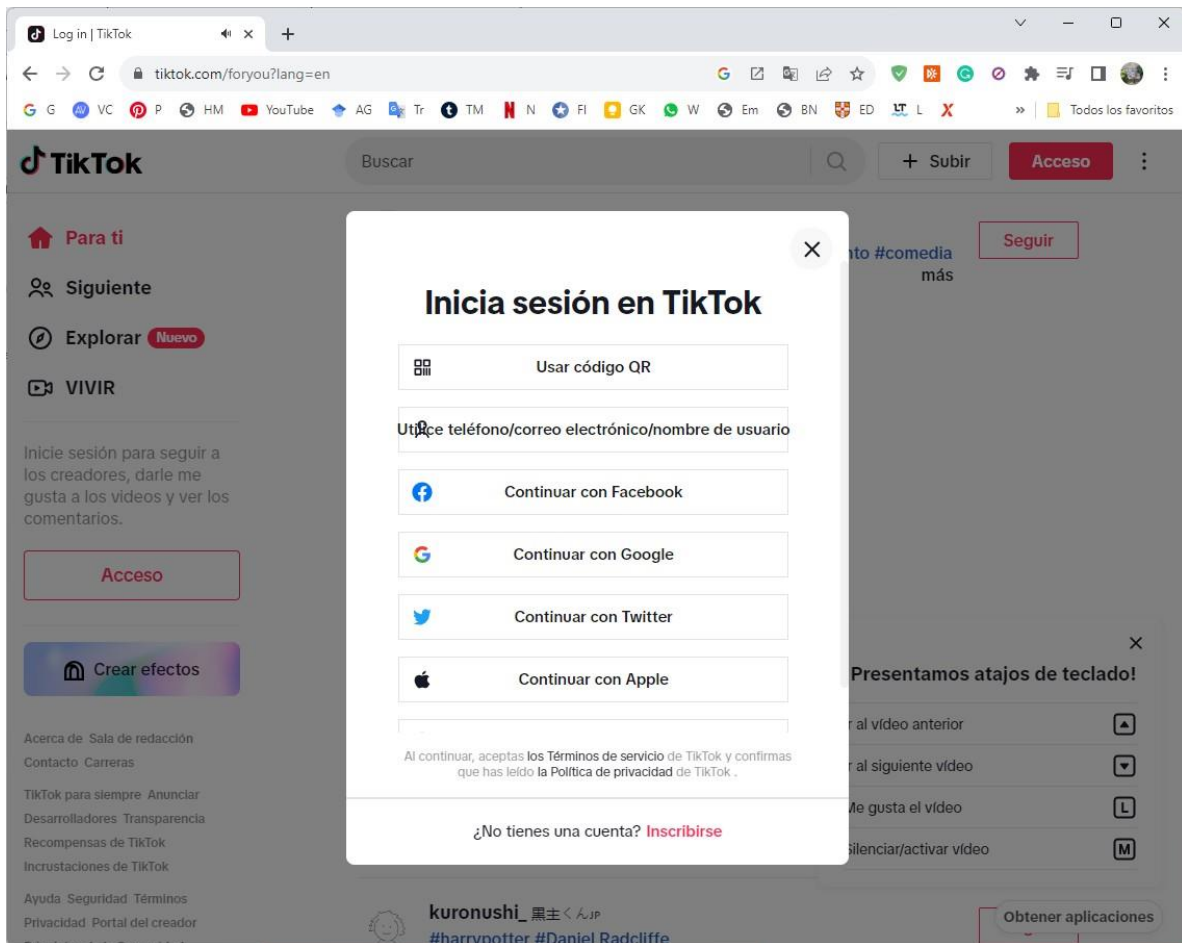 Log in | TikTok
tiktok.com/foryou?lang=en
G G VC P HM YouTube AG Tr TM N N FI GK W Em BN ED LT L X » Todos los favoritos
TikTok
Buscar
+ Subir
Acceso
Para ti
Siguiente
Explorar Nuevo
VIVIR
Inicie sesión para seguir a
los creadores, darle me
gusta a los videos y ver los
comentarios.
Acceso
Crear efectos
Acerca de Sala de redacción
Contacto Carreras
TikTok para siempre Anunciar
Desarrolladores Transparencia
Recompensas de TikTok
Incrustaciones de TikTok
Ayuda Seguridad Términos
Privacidad Portal del creador
Inicia sesión en TikTok
Usar código QR
Utilice teléfono/correo electrónico/nombre de usuario
Continuar con Facebook
Continuar con Google
Continuar con Twitter
Continuar con Apple
Al continuar, aceptas los Términos de servicio de TikTok y confirmas
que has leído la Política de privacidad de TikTok .
¿No tienes una cuenta? Inscribirse
#comedia
más
Seguir
Presentamos atajos de teclado!
al vídeo anterior
al siguiente vídeo
Me gusta el vídeo
L
Silenciar/activar vídeo
M
kuronushi_ 黒主くんJP
#harrypotter #Daniel Radcliffe
Obtener aplicaciones